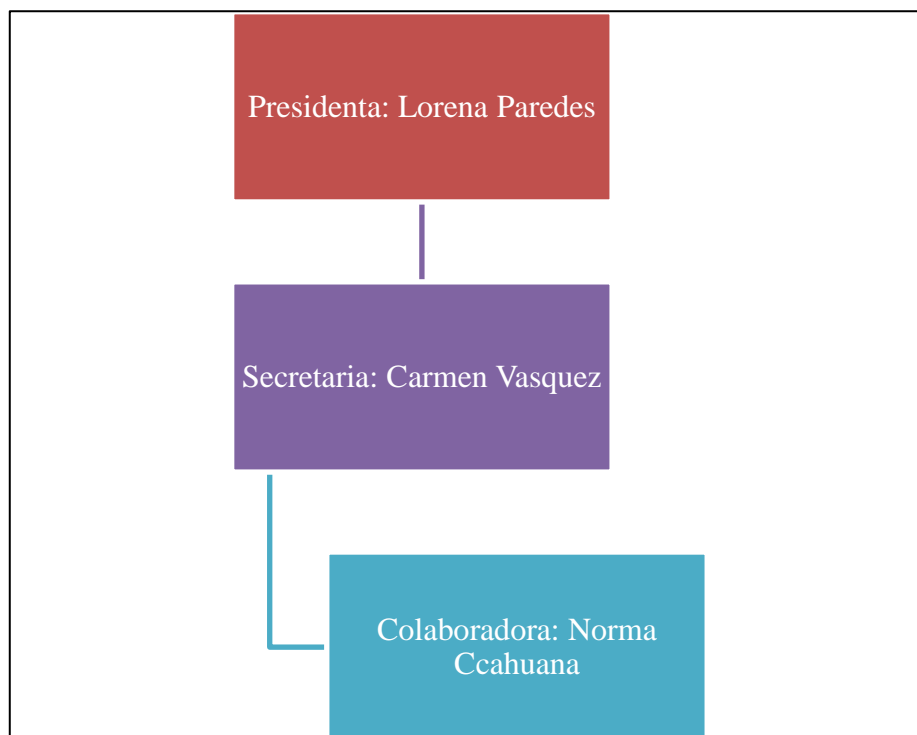 Presidenta: Lorena Paredes
Secretaria: Carmen Vasquez
Colaboradora: Norma
Ccahuana